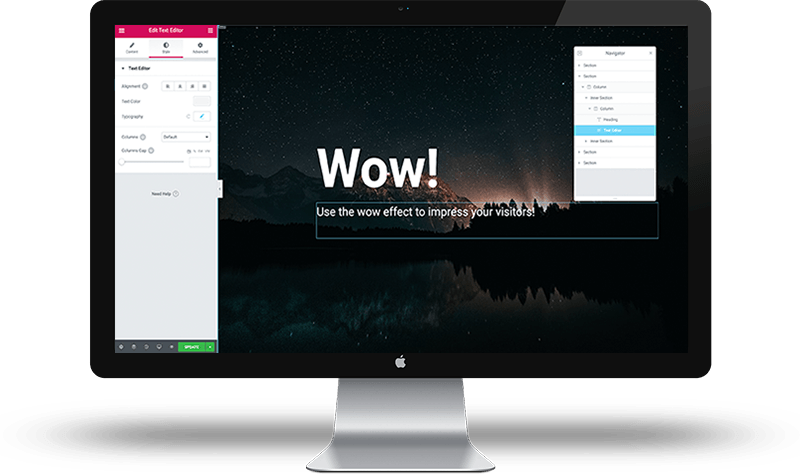 Edit Text Editor
Content
Style
Advanced
Text Editor
Alignment
Text Color
Typography
Columns
Default
Columns Gap
Need Help
UPDATE
Wow!
Use the wow effect to impress your visitors!
Navigator
Section
Section
Column
Inner Section
Column
Heading
Text Editor
Inner Section
Section
Section